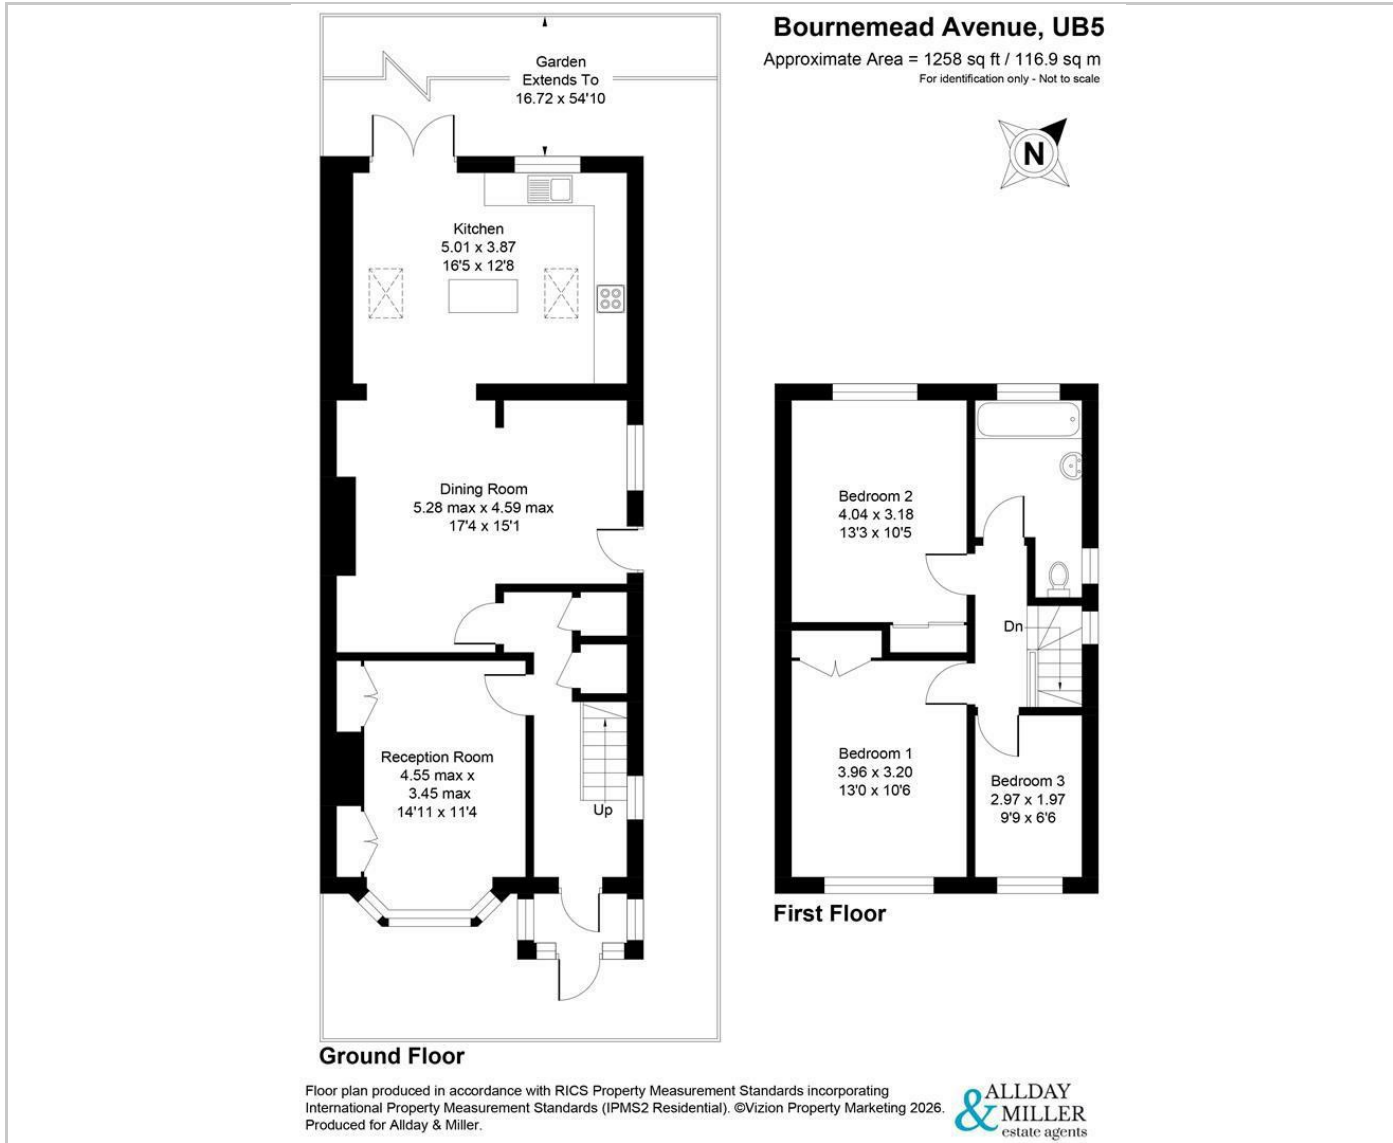 Bournemead Avenue, UB5
Approximate Area = 1258 sq ft / 116.9 sq m
For identification only - Not to scale
N
Garden
Extends To
16.72 x 54'10
Kitchen
5.01 x 3.87
16'5 x 12'8
Dining Room
5.28 max x 4.59 max
17'4 x 15'1
Reception Room
4.55 max x
3.45 max
14'11 x 11'4
Up
Ground Floor
Bedroom 2
4.04 x 3.18
13'3 x 10'5
Dn
Bedroom 1
3.96 x 3.20
13'0 x 10'6
Bedroom 3
2.97 x 1.97
9'9 x 6'6
First Floor
Floor plan produced in accordance with RICS Property Measurement Standards incorporating
International Property Measurement Standards (IPMS2 Residential). ©Vizion Property Marketing 2026.
Produced for Allday & Miller.
ALLDAY
& MILLER
estate agents